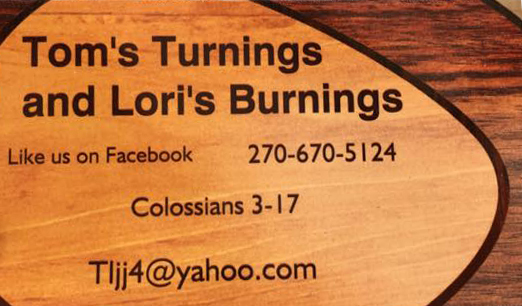 Tom's Turnings
and Lori's Burnings
Like us on Facebook 270-670-5124
Colossians 3-17
Tljj4@yahoo.com